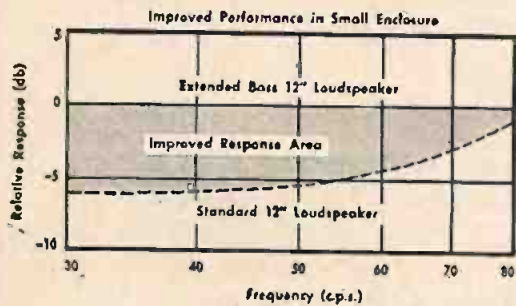 Improved Performance in Small Enclosure
5
Extended Bass 12" Loudspeaker
0
Improved Response Area
-5
Standard 12" Loudspeaker
-10
Relative Response (db)
30 40 50 60 70 80
Frequency (c.p.s.)